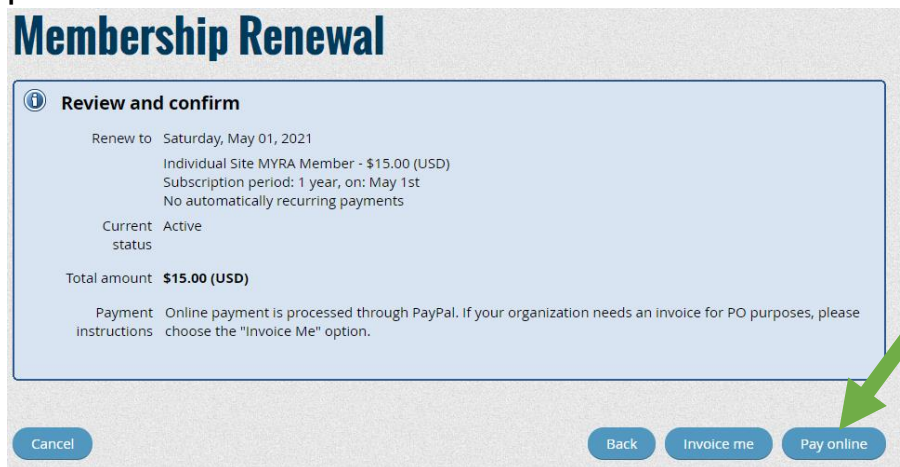 Membership Renewal
Review and confirm
Renew to Saturday, May 01, 2021
Individual Site MYRA Member - $15.00 (USD)
Subscription period: 1 year, on: May 1st
No automatically recurring payments
Current Active
status
Total amount $15.00 (USD)
Payment Online payment is processed through PayPal. If your organization needs an invoice for PO purposes, please
instructions choose the "Invoice Me" option.
Cancel Back Invoice me Pay online